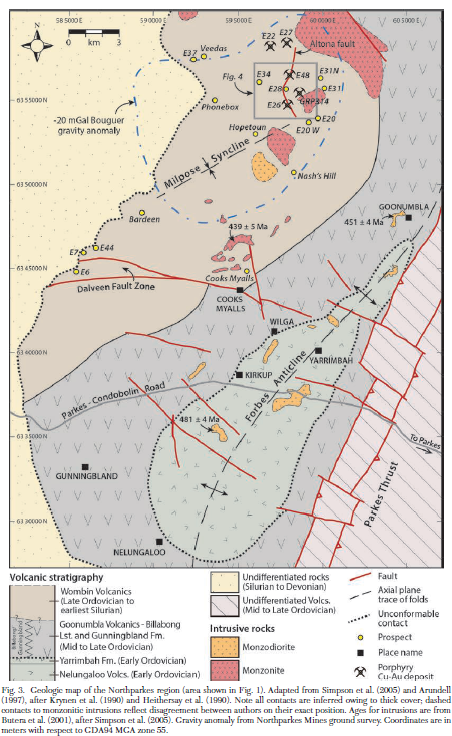 585000 E
590000 E
595000 E
600000 E
605000 E
0
3
km
E22
E27
Altona fault
E37
Veedas
Fig. 4
E34
E48
E31N
E28
E31
GRP314
E26
6355000N
Phonebox
-20 mGal Bouguer
gravity anomaly
E20
E20 W
Hopetoun
Milpose Syncline
Nash's Hill
6350000N
GOONUMBLA
Bardeen
451 ± 4 Ma
439 ± 5 Ma
E44
E7
E6
6345000N
Cooks Myalls
Dalveen Fault Zone
COOKS
MYALLS
WILGA
YARRIMBAH
6340000N
KIRKUP
Forbes Anticline
Parkes - Condobolin Road
481 ± 4 Ma
To Parkes
6335000N
GUNNINGBLAND
Parkes Thrust
6330000N
NELUNGALOO
Volcanic stratigraphy
Wombin Volcanics
(Late Ordovician to
earliest Silurian)
Goonumbla Volcanics - Billabong
Lst. and Gunningbland Fm.
(Mid to Late Ordovician)
Yarrimbah Fm. (Early Ordovician)
Nelungaloo Volcs. (Early Ordovician)
Billabong/
Gunningbland
?
Undifferentiated rocks
(Silurian to Devonian)
Undifferentiated Volcs.
(Mid to Late Ordovician)
Intrusive rocks
Monzodiorite
Monzonite
Fault
Axial plane
trace of folds
Unconformable
contact
Prospect
Place name
Porphyry
Cu-Au deposit
Fig. 3. Geologic map of the Northparkes region (area shown in Fig. 1). Adapted from Simpson et al. (2005) and Arundell
(1997), after Krynen et al. (1990) and Heithersay et al. (1990). Note all contacts are inferred owing to thick cover; dashed
contacts to monzonitic intrusions reflect disagreement between authors on their exact position. Ages for intrusions are from
Butera et al. (2001), after Simpson et al. (2005). Gravity anomaly from Northparkes Mines ground survey. Coordinates are in
meters with respect to CDA94 MCA zone 55.